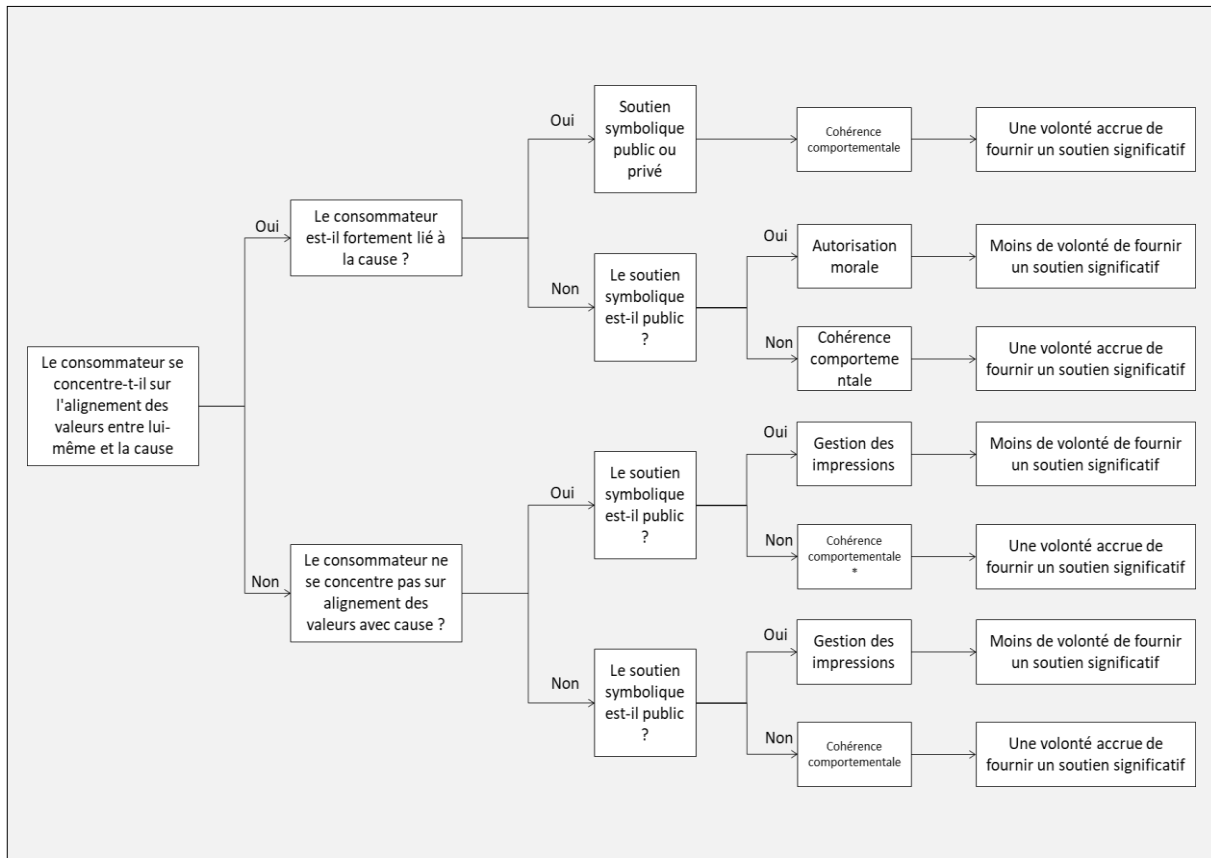 Le consommateur se
concentre-t-il sur
l'alignement des
valeurs entre lui-
même et la cause
Oui
Le consommateur
est-il fortement lié à
la cause ?
Oui
Soutien
symbolique
public ou
privé
Cohérence
comportementale
Une volonté accrue de
fournir un soutien significatif
Non
Le soutien
symbolique
est-il public
?
Oui
Autorisation
morale
Moins de volonté de fournir
un soutien significatif
Non
Cohérence
comporteme
ntale
Une volonté accrue de
fournir un soutien significatif
Non
Le consommateur ne
se concentre pas sur
alignement des
valeurs avec cause ?
Oui
Le soutien
symbolique
est-il public
?
Oui
Gestion des
impressions
Moins de volonté de fournir
un soutien significatif
Non
Cohérence
comportementale
*
Une volonté accrue de
fournir un soutien significatif
Non
Le soutien
symbolique
est-il public
?
Oui
Gestion des
impressions
Moins de volonté de fournir
un soutien significatif
Non
Cohérence
comportementale
Une volonté accrue de
fournir un soutien significatif